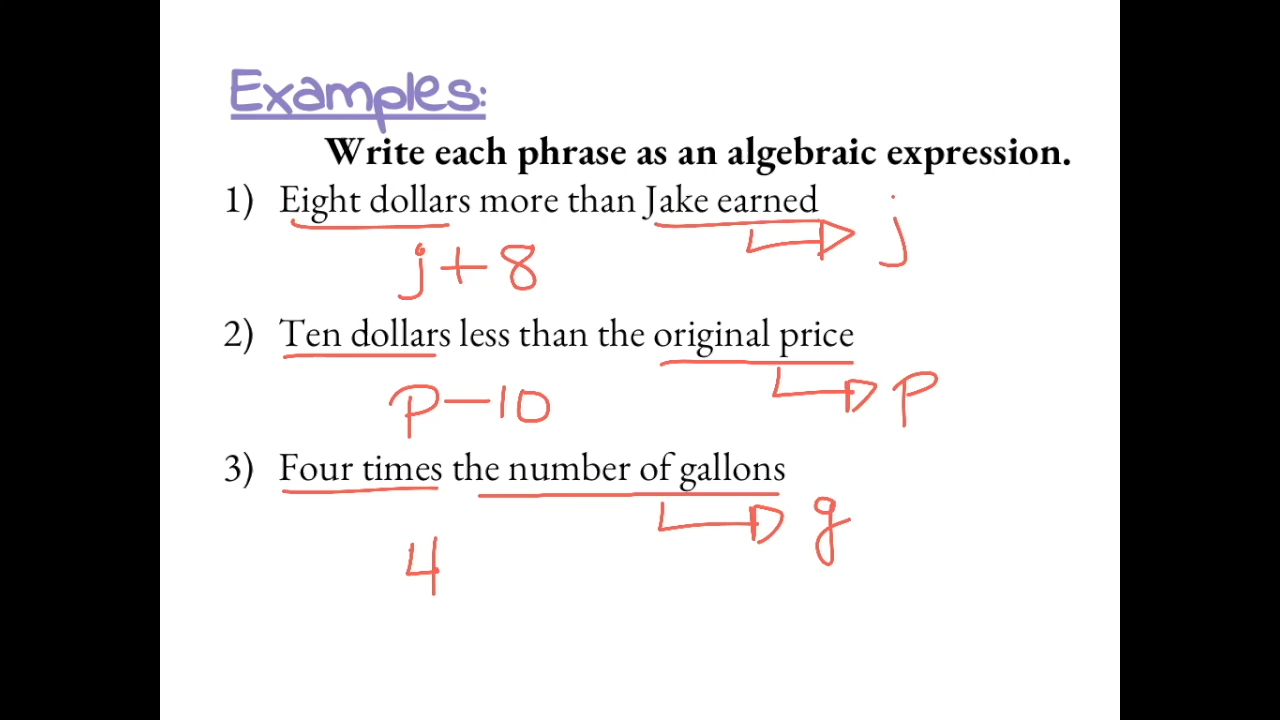 Examples:
Write each phrase as an algebraic expression.
1) Eight dollars more than Jake earned
j
j + 8
2) Ten dollars less than the original price
p
p - 10
3) Four times the number of gallons
g
4